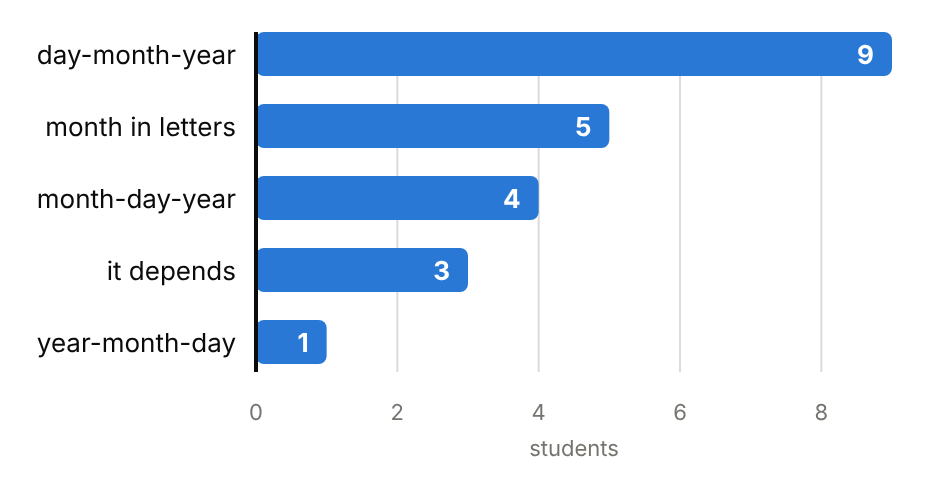 day-month-year 9
month in letters 5
month-day-year 4
it depends 3
year-month-day 1
0 2 4 6 8
students